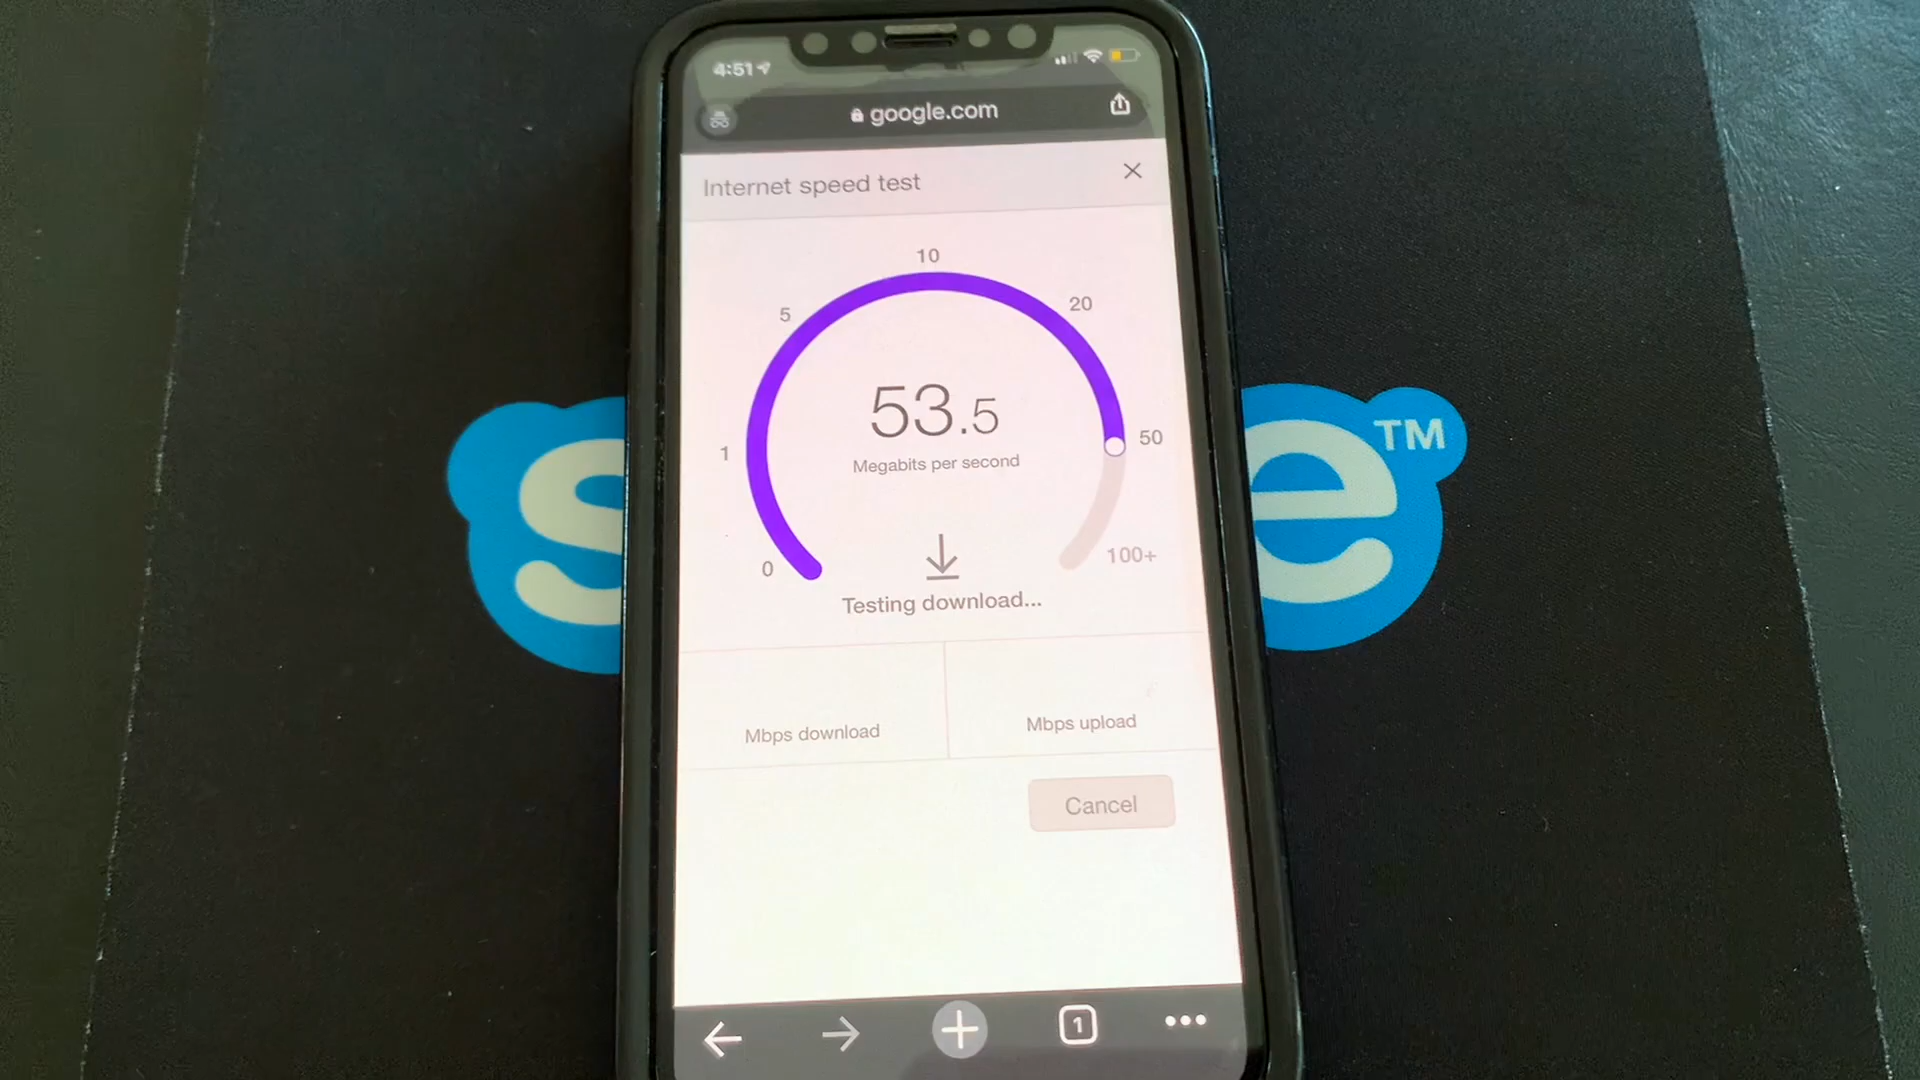 4:51
google.com
Internet speed test
10
5
20
1
53.5
50
Megabits per second
0
100+
Testing download...
Mbps download
Mbps upload
Cancel
1
s
e
TM